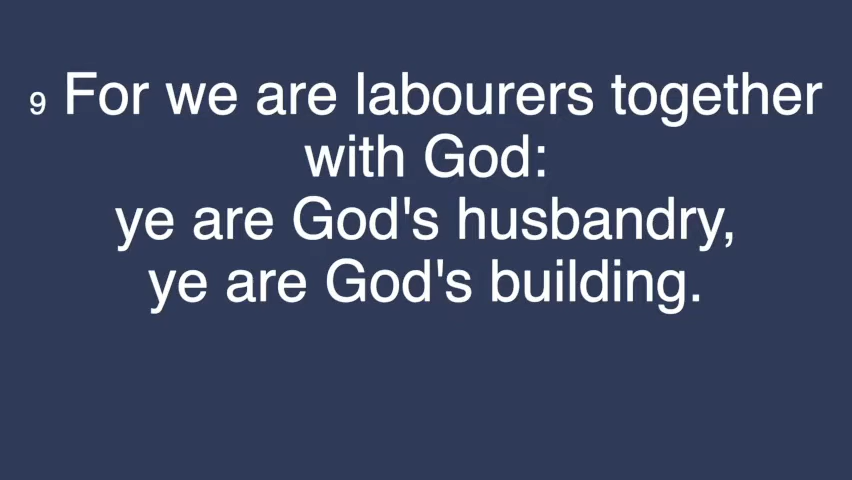 9 For we are labourers together
with God:
ye are God's husbandry,
ye are God's building.